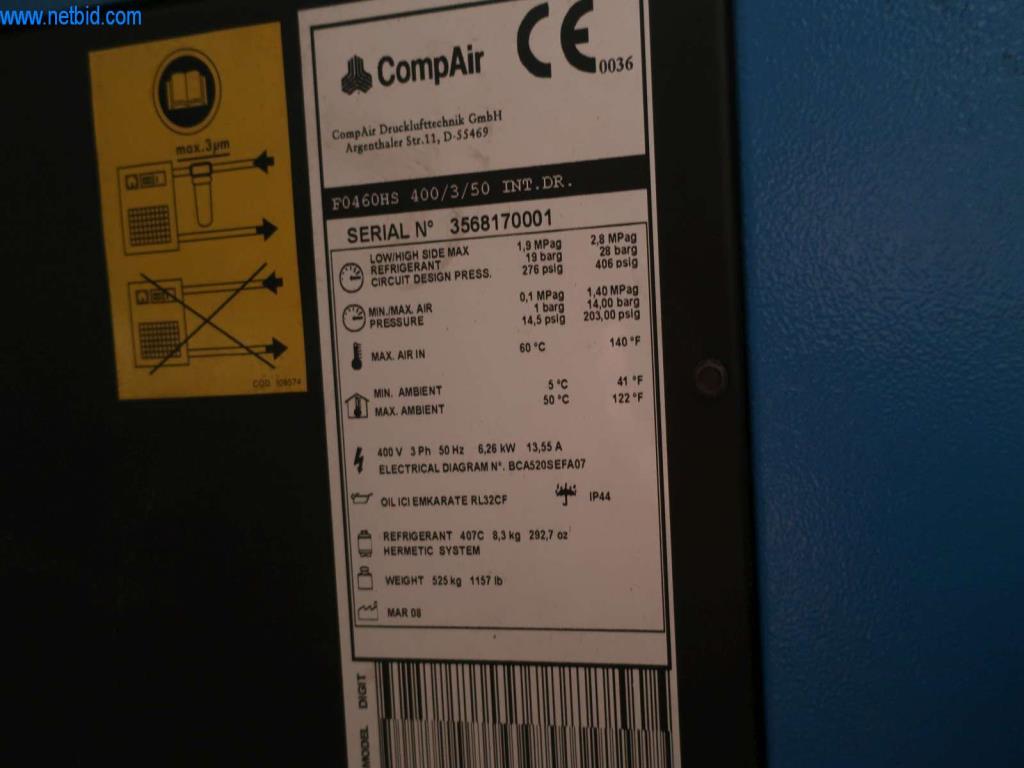 www.netbid.com
max.3µm
COD. 109574
CompAir
CE 0036
CompAir Drucklufttechnik GmbH
Argenthaler Str.11, D-55469
F0460HS 400/3/50 INT.DR.
SERIAL N° 3568170001
LOW/HIGH SIDE MAX 1,9 MPag 2,8 MPag
REFRIGERANT 19 barg 28 barg
CIRCUIT DESIGN PRESS. 276 psig 406 psig
MIN./MAX. AIR 0,1 MPag 1,40 MPag
PRESSURE 1 barg 14,00 barg
14,5 psig 203,00 psig
MAX. AIR IN 60 °C 140 °F
MIN. AMBIENT 5 °C 41 °F
MAX. AMBIENT 50 °C 122 °F
400 V 3 Ph 50 Hz 6,26 kW 13,55 A
ELECTRICAL DIAGRAM N°. BCA520SEFA07
OIL ICI EMKARATE RL32CF IP44
REFRIGERANT 407C 8,3 kg 292,7 oz
HERMETIC SYSTEM
WEIGHT 525 kg 1157 lb
MAR 08
MODEL DIGIT